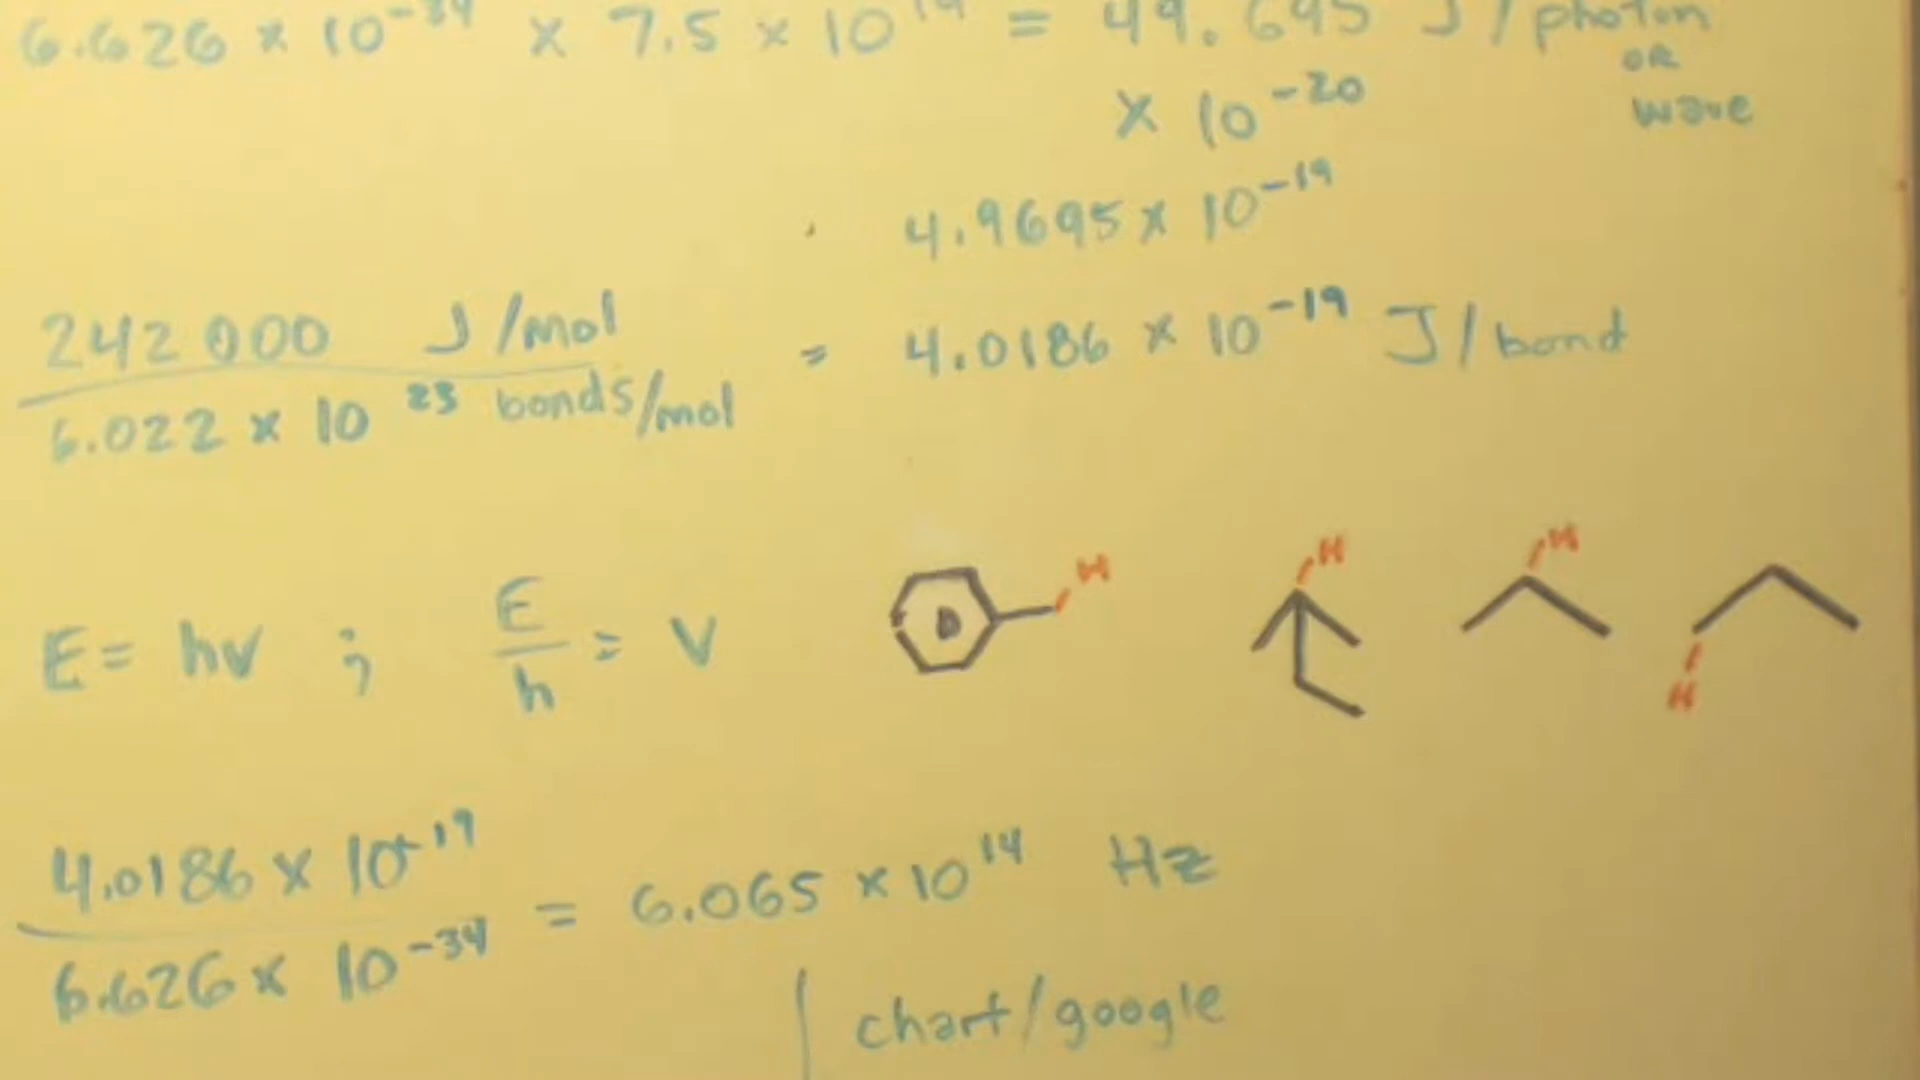 6.626 × 10^-34 × 7.5 × 10^14 = 49.695 J / photon
OR
wave
× 10^-20
4.9695 × 10^-19
242 000 J /mol
6.022 × 10^23 bonds/mol
= 4.0186 × 10^-19 J / bond
E = hv ; E/h = V
D
H
H
H
H
4.0186 × 10^-19
6.626 × 10^-34
= 6.065 × 10^14 Hz
chart/google